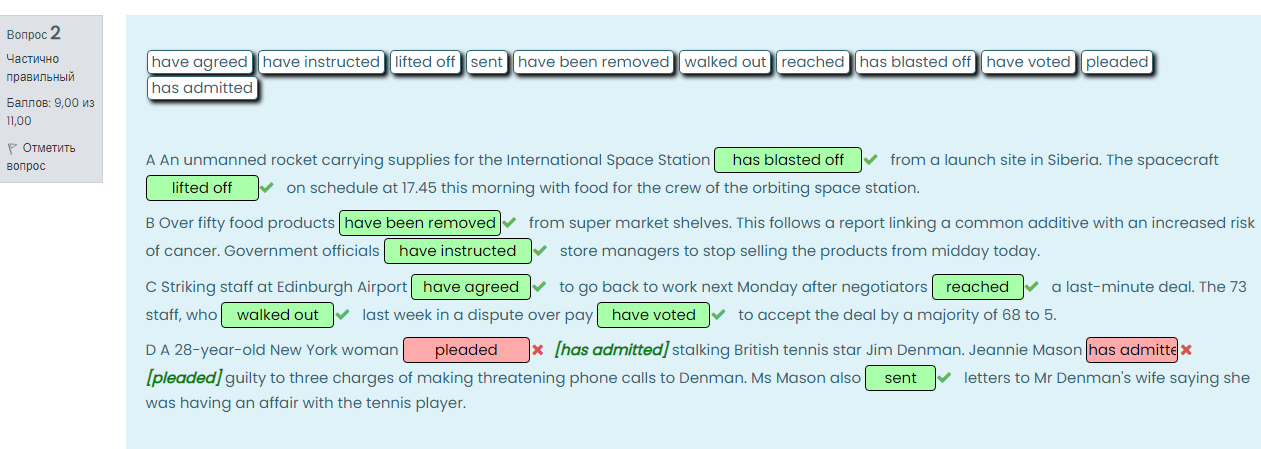 Вопрос 2
Частично
правильный
Баллов: 9,00 из
11,00
Отметить
вопрос
have agreed have instructed lifted off sent have been removed walked out reached has blasted off have voted pleaded
has admitted
A An unmanned rocket carrying supplies for the International Space Station has blasted off from a launch site in Siberia. The spacecraft
lifted off on schedule at 17.45 this morning with food for the crew of the orbiting space station.
B Over fifty food products have been removed from super market shelves. This follows a report linking a common additive with an increased risk
of cancer. Government officials have instructed store managers to stop selling the products from midday today.
C Striking staff at Edinburgh Airport have agreed to go back to work next Monday after negotiators reached a last-minute deal. The 73
staff, who walked out last week in a dispute over pay have voted to accept the deal by a majority of 68 to 5.
D A 28-year-old New York woman pleaded [has admitted] stalking British tennis star Jim Denman. Jeannie Mason has admitte
[pleaded] guilty to three charges of making threatening phone calls to Denman. Ms Mason also sent letters to Mr Denman's wife saying she
was having an affair with the tennis player.